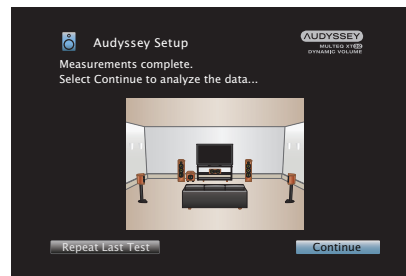 Audyssey Setup
AUDYSSEY
MULTEQ XT32
DYNAMIC VOLUME
Measurements complete.
Select Continue to analyze the data...
Repeat Last Test
Continue